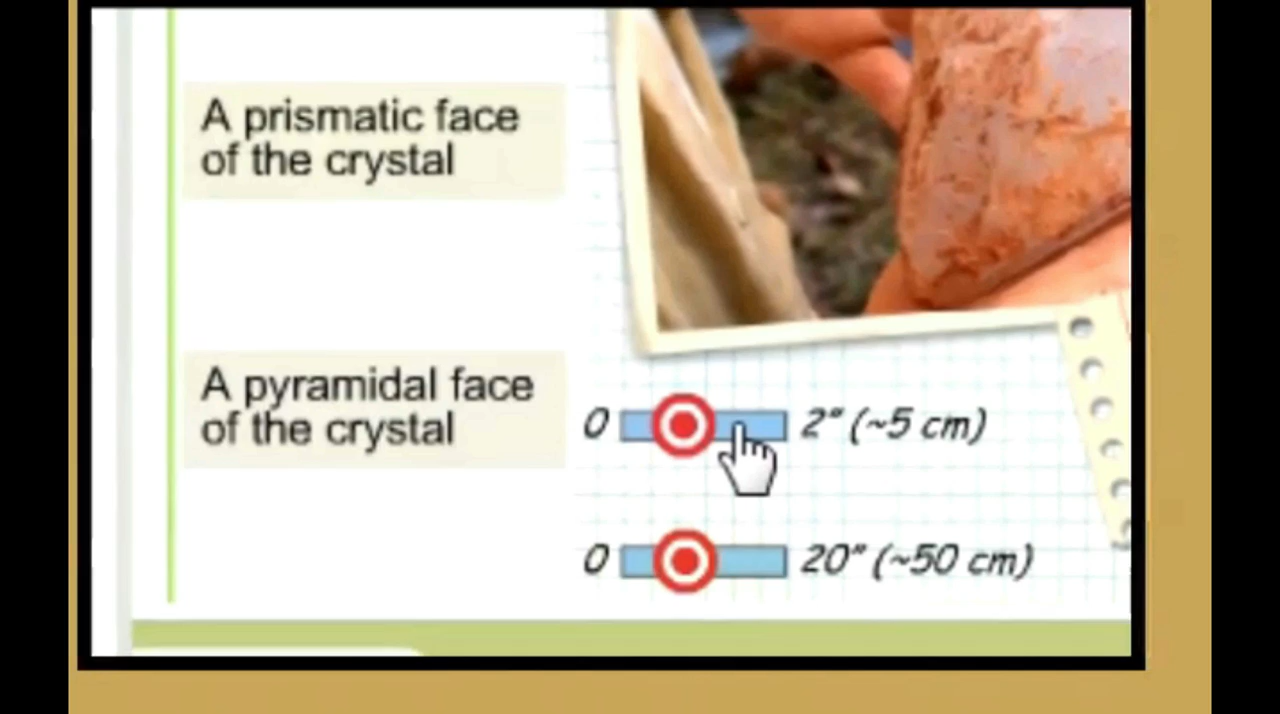 A prismatic face
of the crystal
A pyramidal face
of the crystal
0 2" (~5 cm)
0 20" (~50 cm)